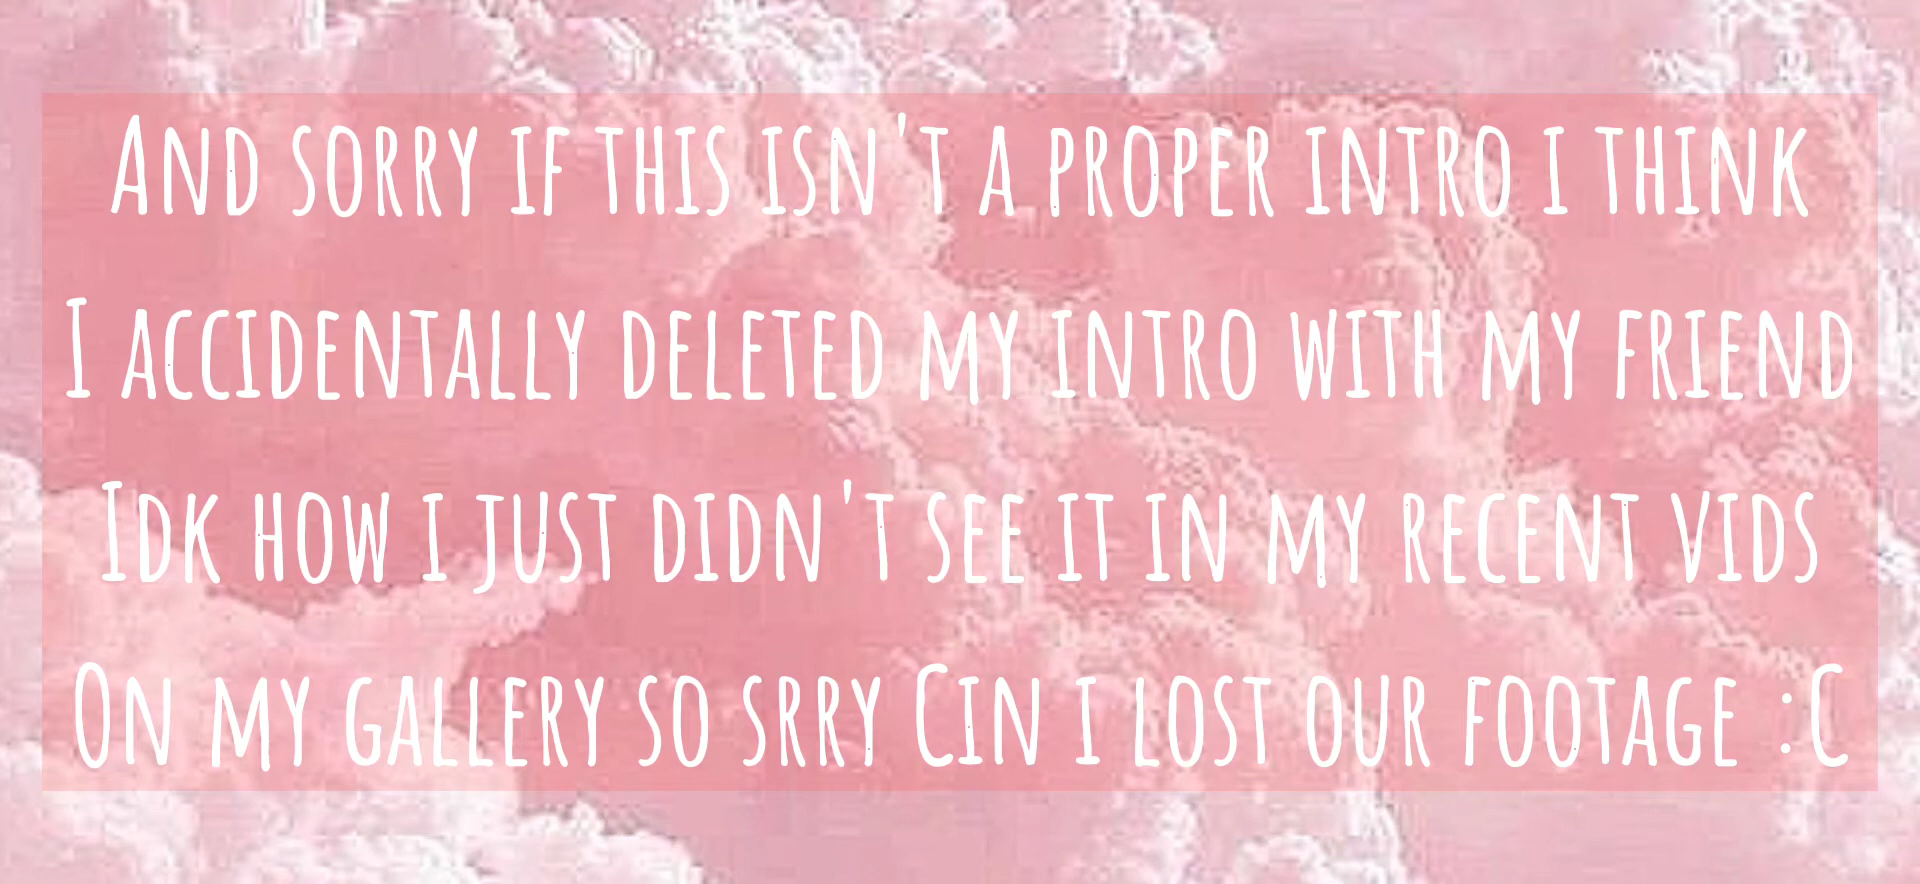 And sorry if this isn't a proper intro i think
I accidentally deleted my intro with my friend
Idk how i just didn't see it in my recent vids
On my gallery so srry Cin i lost our footage :C